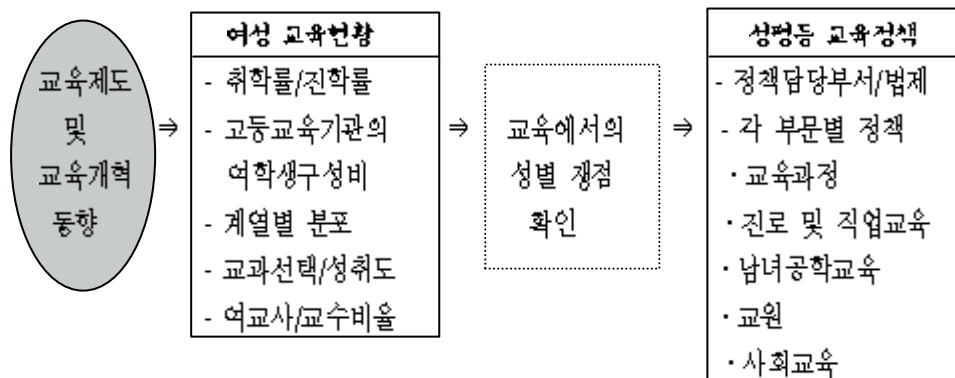 교육제도
및
교육개혁
동향
⇒
여성 교육현황
- 취학률/진학률
- 고등교육기관의
여학생구성비
- 계열별 분포
- 교과선택/성취도
- 여교사/교수비율
⇒
교육에서의
성별 쟁점
확인
⇒
성평등 교육정책
- 정책담당부서/법제
- 각 부문별 정책
· 교육과정
· 진로 및 직업교육
· 남녀공학교육
· 교원
· 사회교육